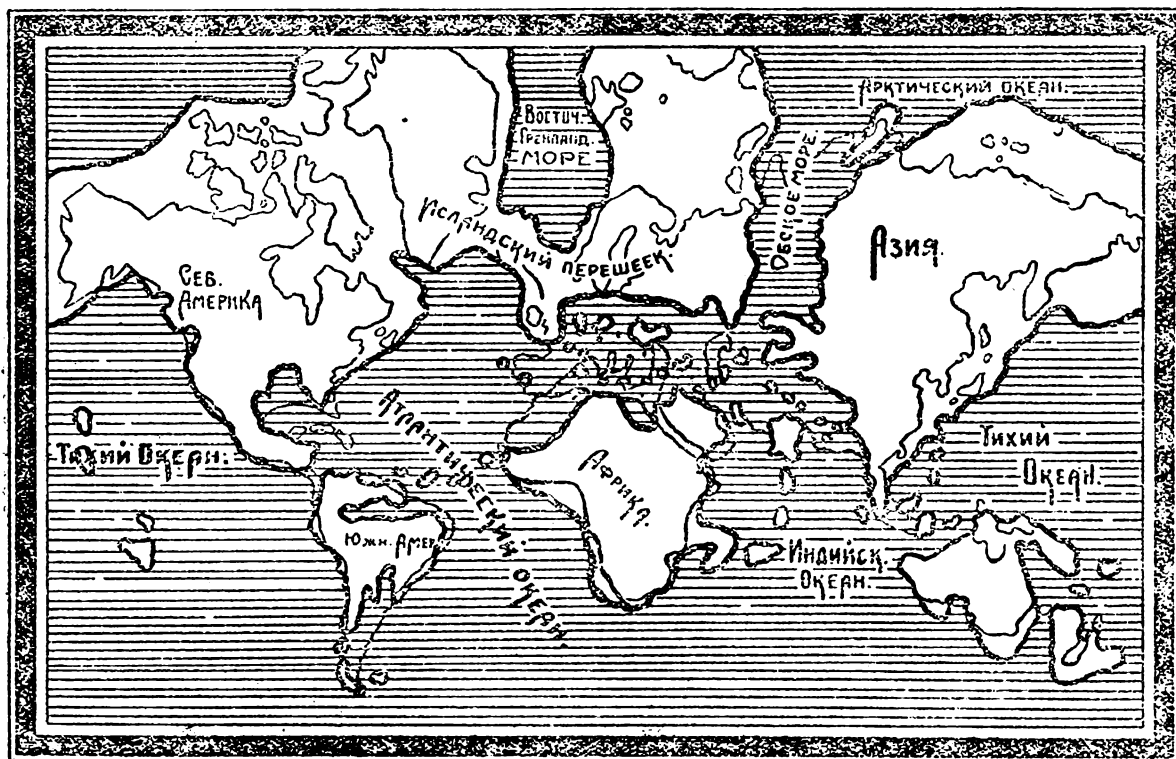 Арктический океан.
Восточ.
Гренланд.
море
Обское море
Исландский перешеек.
Азия.
Сев.
Америка
Атлантический океан.
Тихий Океан.
Тихий
Океан.
Африка.
Южн. Амер.
Индийск.
Океан.